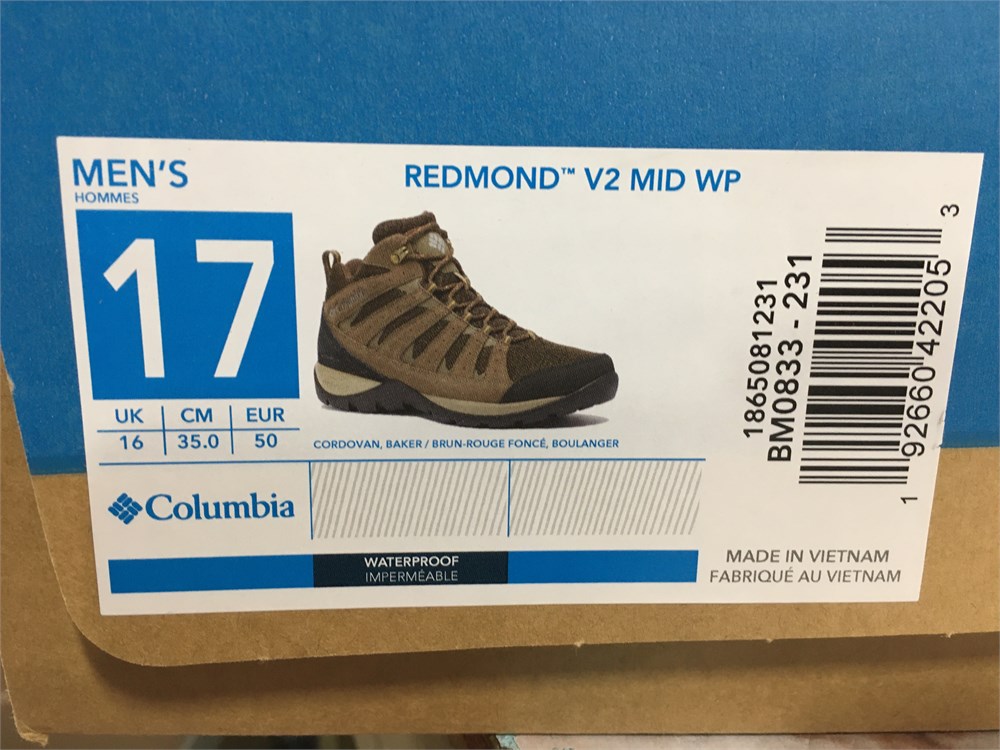 MEN'S
HOMMES
REDMOND™ V2 MID WP
17
UK CM EUR
16 35.0 50
CORDOVAN, BAKER / BRUN-ROUGE FONCÉ, BOULANGER
Columbia
WATERPROOF
IMPERMÉABLE
1865081231
BM0833 - 231
1 92660 42205 3
MADE IN VIETNAM
FABRIQUÉ AU VIETNAM